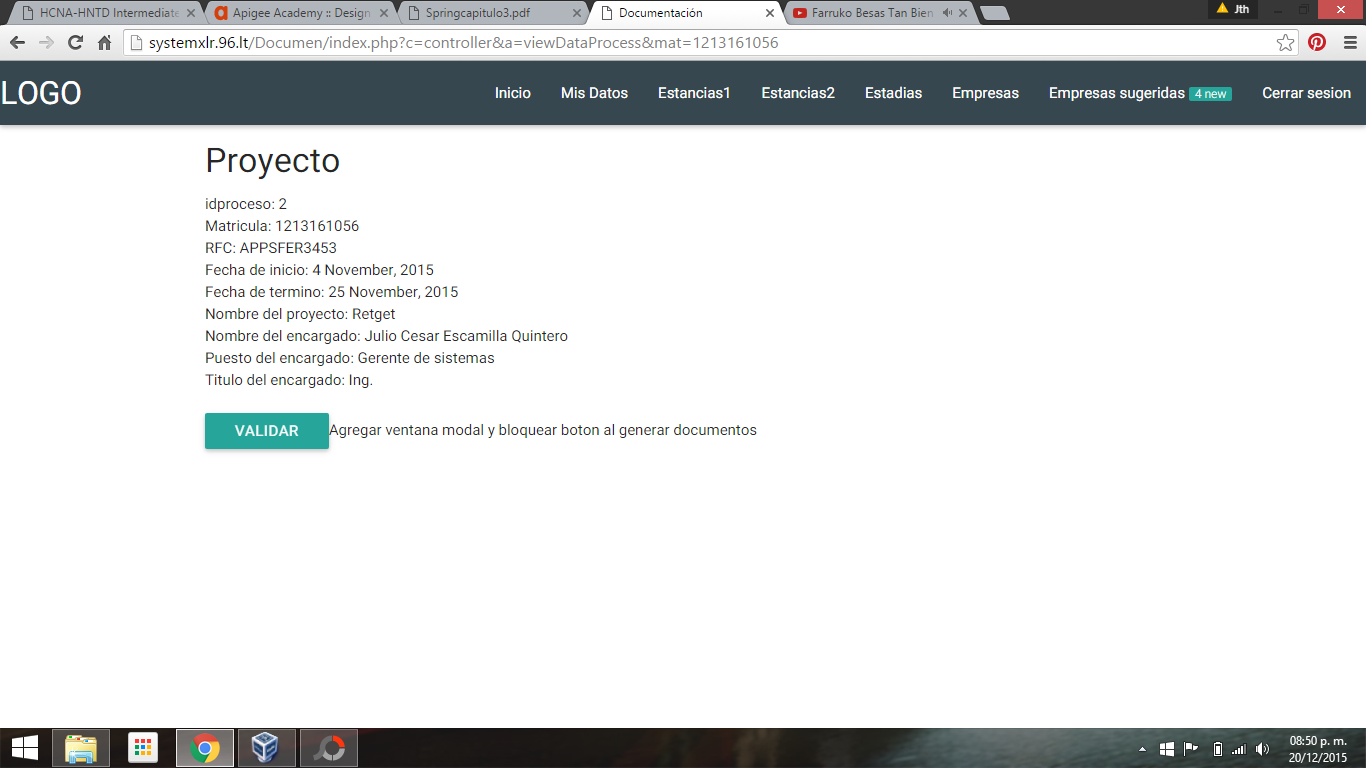 HCNA-HNTD Intermediate
Apigee Academy :: Design
Springcapitulo3.pdf
Documentación
Farruko Besas Tan Bien
Jth
systemxlr.96.lt/Documen/index.php?c=controller&a=viewDataProcess&mat=1213161056
LOGO
Inicio
Mis Datos
Estancias1
Estancias2
Estadias
Empresas
Empresas sugeridas 4 new
Cerrar sesion
Proyecto
idproceso: 2
Matricula: 1213161056
RFC: APPSFER3453
Fecha de inicio: 4 November, 2015
Fecha de termino: 25 November, 2015
Nombre del proyecto: Retget
Nombre del encargado: Julio Cesar Escamilla Quintero
Puesto del encargado: Gerente de sistemas
Titulo del encargado: Ing.
VALIDAR Agregar ventana modal y bloquear boton al generar documentos
08:50 p. m.
20/12/2015